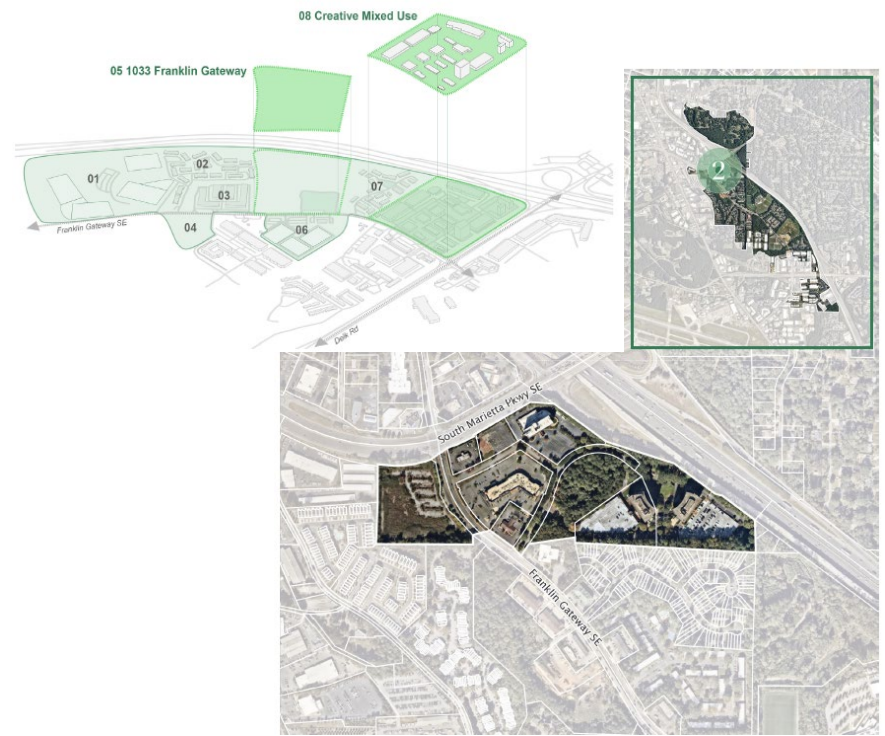 08 Creative Mixed Use
05 1033 Franklin Gateway
01
02
03
04
06
07
Franklin Gateway SE
Delk Rd
2
South Marietta Pkwy SE
Franklin Gateway SE